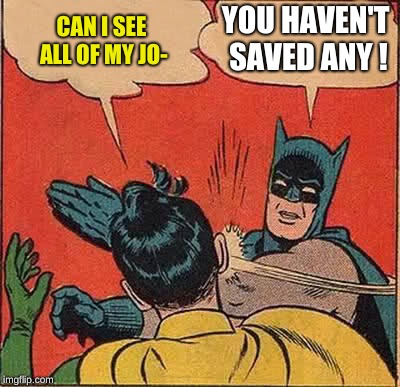 CAN I SEE
ALL OF MY JO-
YOU HAVEN'T
SAVED ANY !
imgflip.com